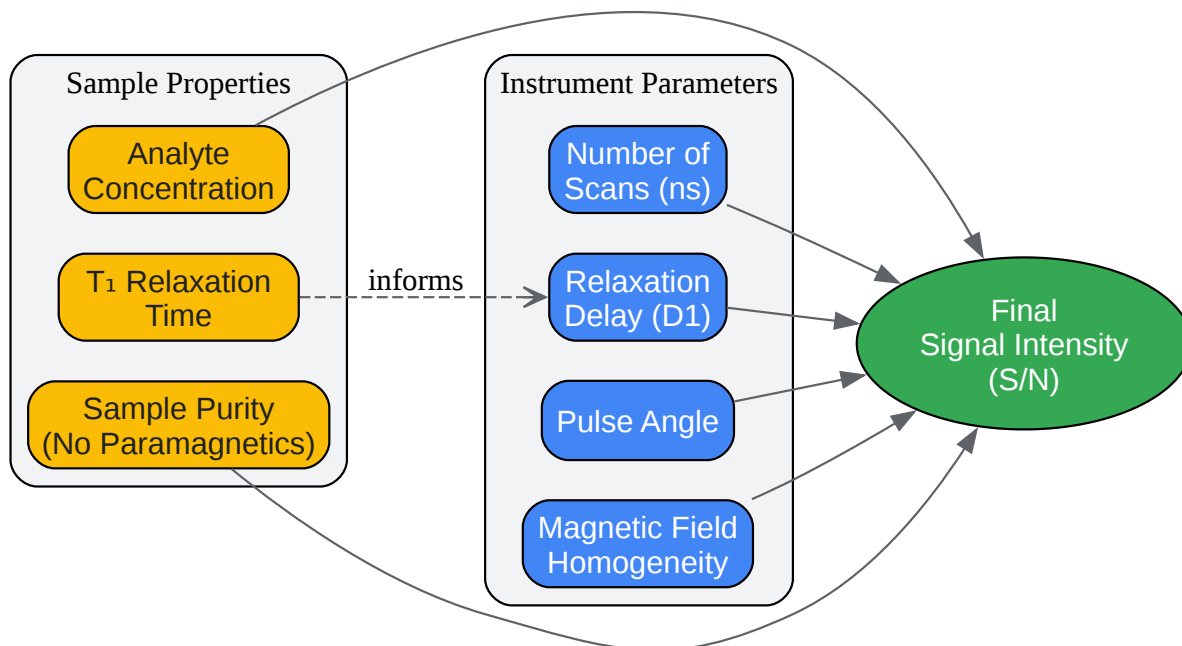 Sample Properties
Analyte
Concentration
T₁ Relaxation
Time
Sample Purity
(No Paramagnetics)
informs
Instrument Parameters
Number of
Scans (ns)
Relaxation
Delay (D1)
Pulse Angle
Magnetic Field
Homogeneity
Final
Signal Intensity
(S/N)